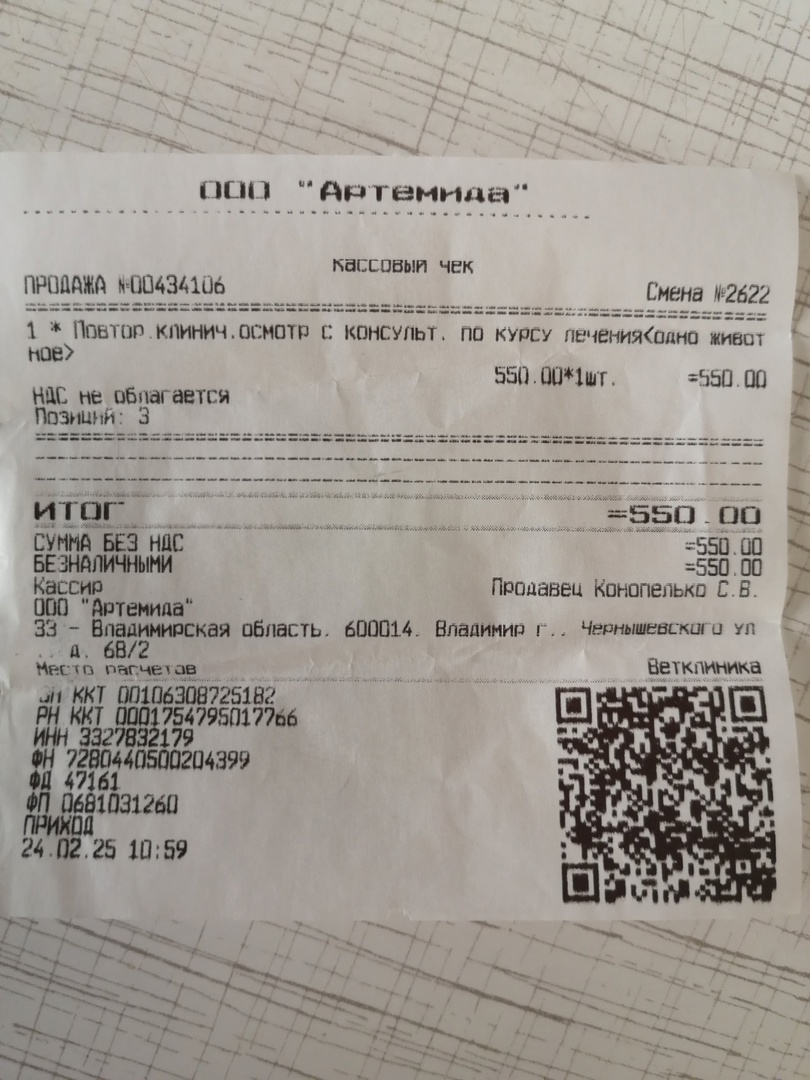 ООО "Артемида"
Кассовый чек
ПРОДАЖА №00434106 Смена №2622
1 * Повтор.клинич.осмотр с консульт. по курсу лечения<одно живот
ное>
550.00*1шт. =550.00
НДС не облагается
Позиций: 3
ИТОГ =550.00
СУММА БЕЗ НДС =550.00
БЕЗНАЛИЧНЫМИ =550.00
Кассир Продавец Конопелько С.В.
ООО "Артемида"
33 - Владимирская область. 600014. Владимир г.. Чернышевского ул
.. д. 6В/2
Место расчетов Ветклиника
ЗН ККТ 00106308725182
РН ККТ 0001754795017766
ИНН 3327832179
ФН 7280440500204399
ФД 47161
ФП 0681031260
ПРИХОД
24.02.25 10:59